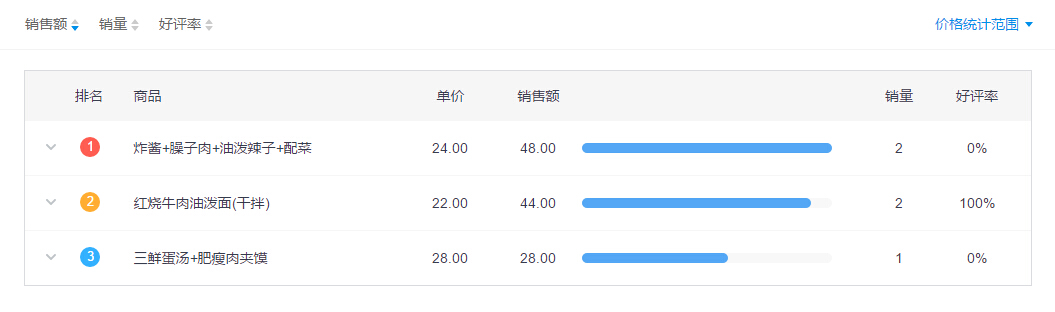 销售额 销量 好评率 价格统计范围
排名 商品 单价 销售额 销量 好评率
1 炸酱+臊子肉+油泼辣子+配菜 24.00 48.00 2 0%
2 红烧牛肉油泼面(干拌) 22.00 44.00 2 100%
3 三鲜蛋汤+肥瘦肉夹馍 28.00 28.00 1 0%